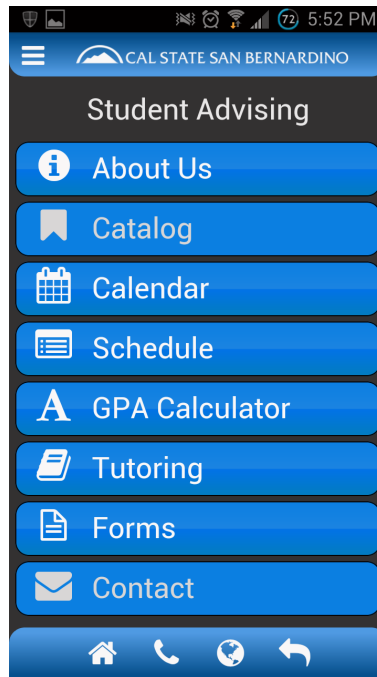 72 5:52 PM
CAL STATE SAN BERNARDINO
Student Advising
About Us
Catalog
Calendar
Schedule
A GPA Calculator
Tutoring
Forms
Contact